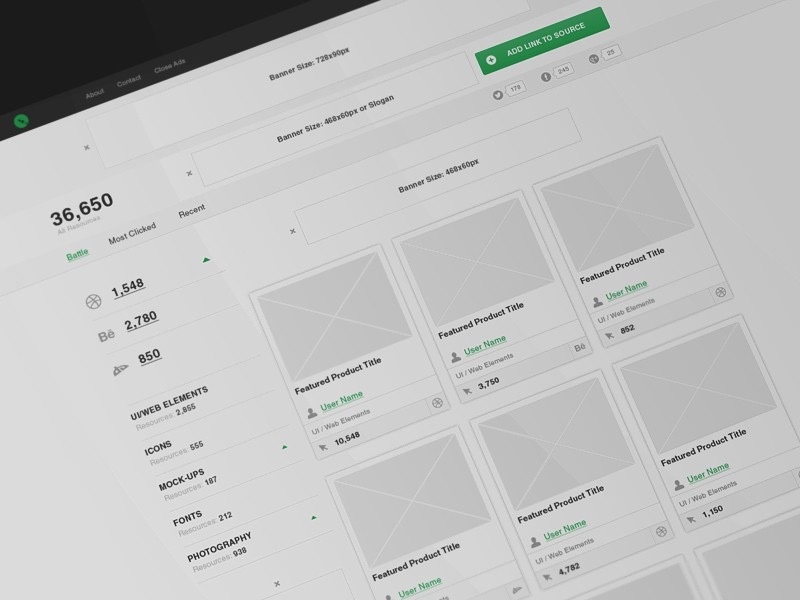 About
Contact
Close Ads
Banner Size: 728x90px
ADD LINK TO SOURCE
Banner Size: 468x60px or Slogan
178
245
25
36,650
All Resources
Battle
Most Clicked
Recent
Banner Size: 468x60px
1,548
Bē 2,780
850
UI/WEB ELEMENTS
Resources: 2,855
ICONS
Resources: 555
MOCK-UPS
Resources: 187
FONTS
Resources: 212
PHOTOGRAPHY
Resources: 938
Featured Product Title
User Name
UI / Web Elements
10,548
Featured Product Title
User Name
UI / Web Elements
Bē
3,750
Featured Product Title
User Name
UI / Web Elements
852
Featured Product Title
User Name
Featured Product Title
User Name
UI / Web Elements
4,782
Featured Product Title
User Name
UI / Web Elements
1,150